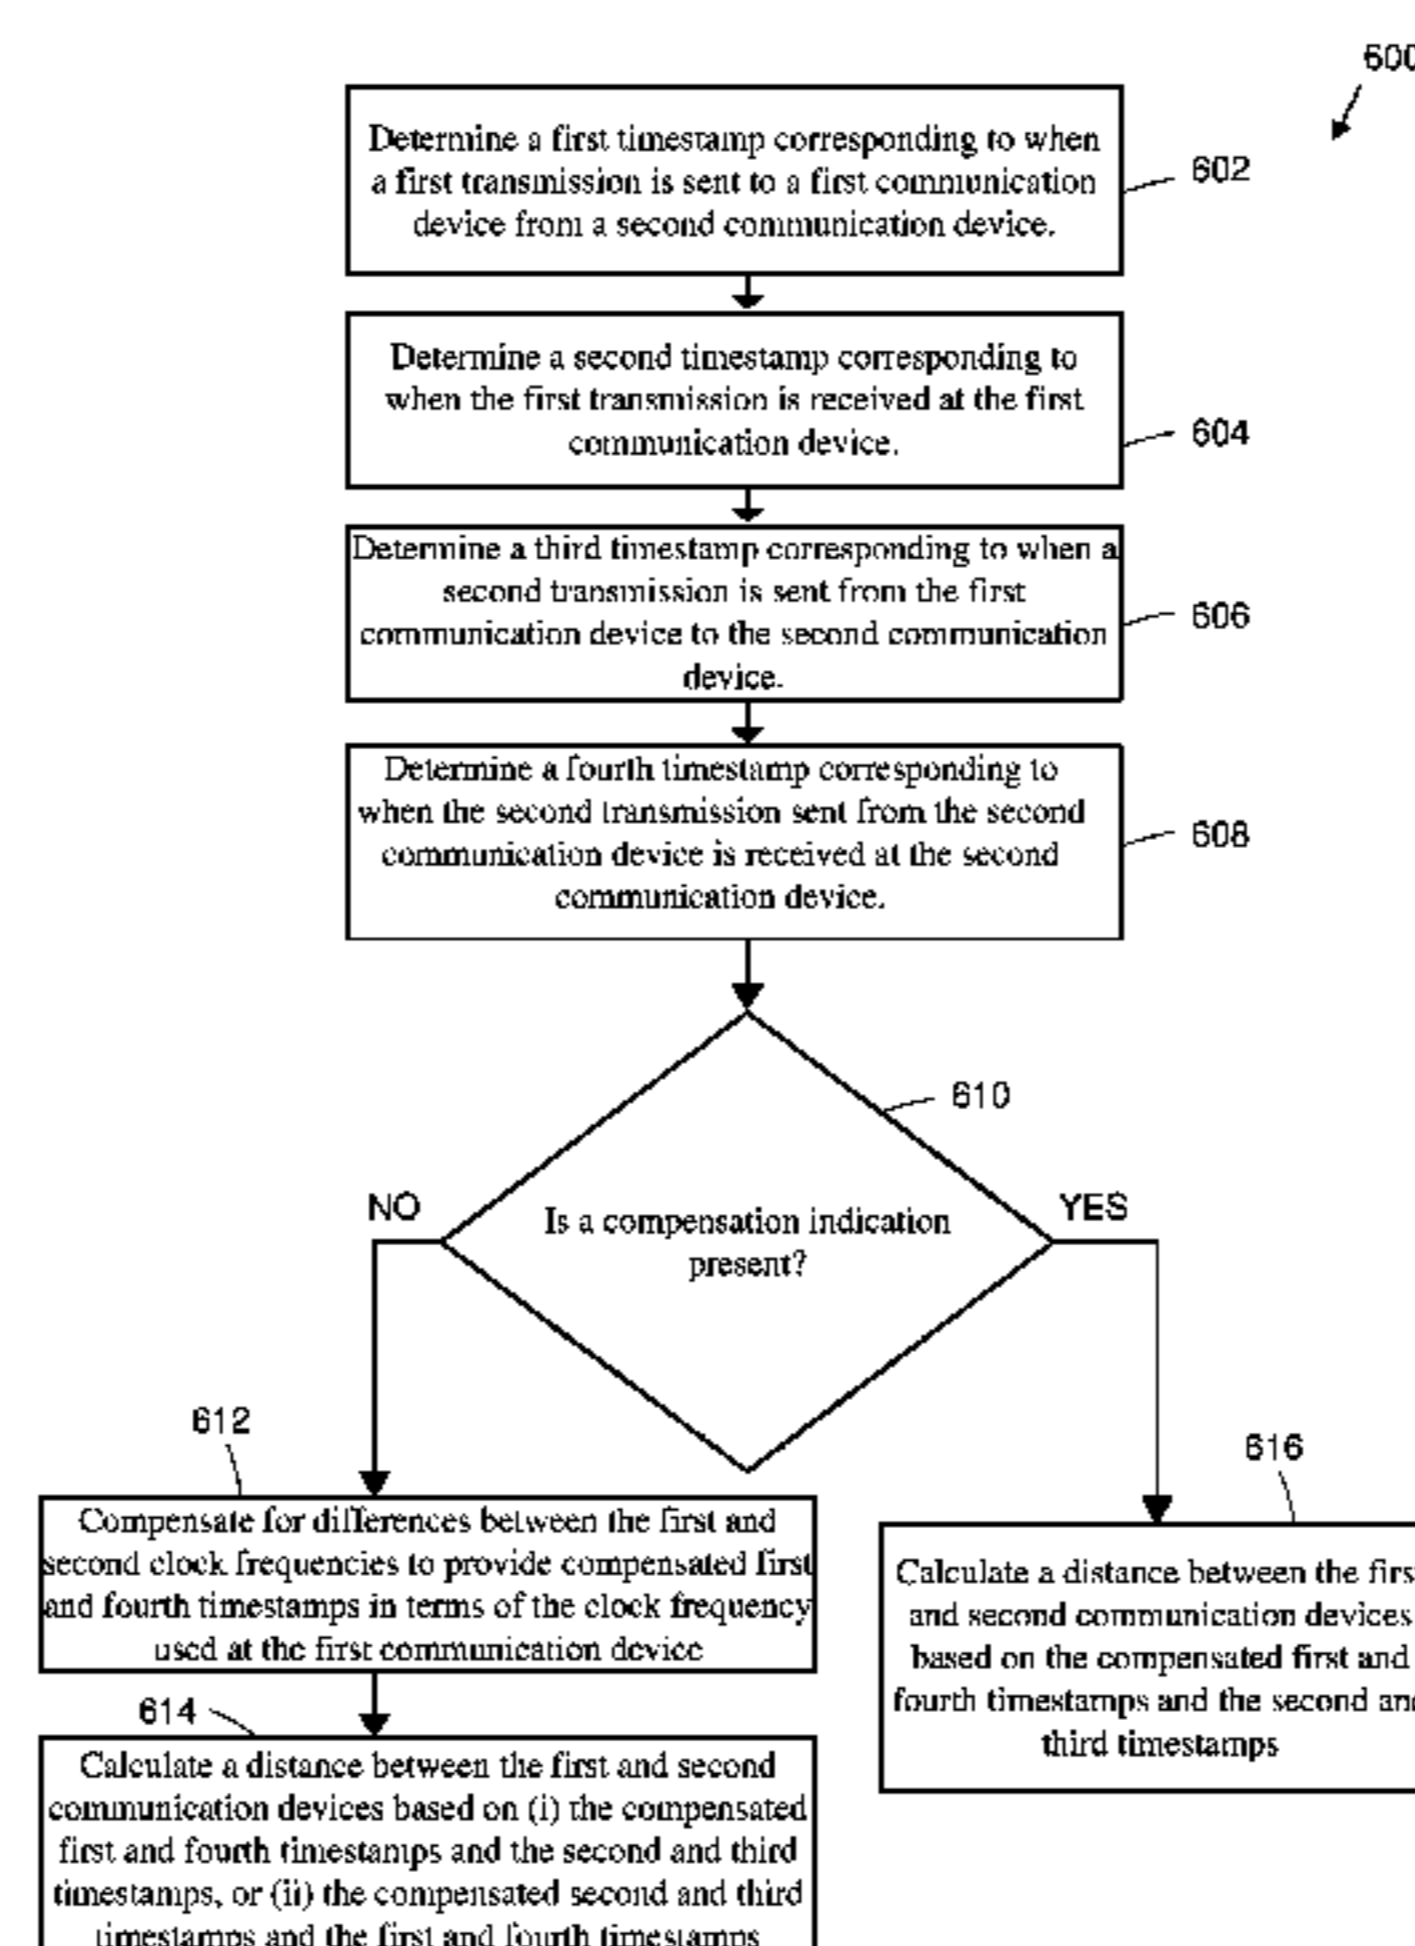 600
Determine a first timestamp corresponding to when
a first transmission is sent to a first communication
device from a second communication device.
602
Determine a second timestamp corresponding to
when the first transmission is received at the first
communication device.
604
Determine a third timestamp corresponding to when a
second transmission is sent from the first
communication device to the second communication
device.
606
Determine a fourth timestamp corresponding to
when the second transmission sent from the second
communication device is received at the second
communication device.
608
610
Is a compensation indication
present?
NO
YES
612
Compensate for differences between the first and
second clock frequencies to provide compensated first
and fourth timestamps in terms of the clock frequency
used at the first communication device
614
Calculate a distance between the first and second
communication devices based on (i) the compensated
first and fourth timestamps and the second and third
timestamps, or (ii) the compensated second and third
timestamps and the first and fourth timestamps
616
Calculate a distance between the first
and second communication devices
based on the compensated first and
fourth timestamps and the second and
third timestamps